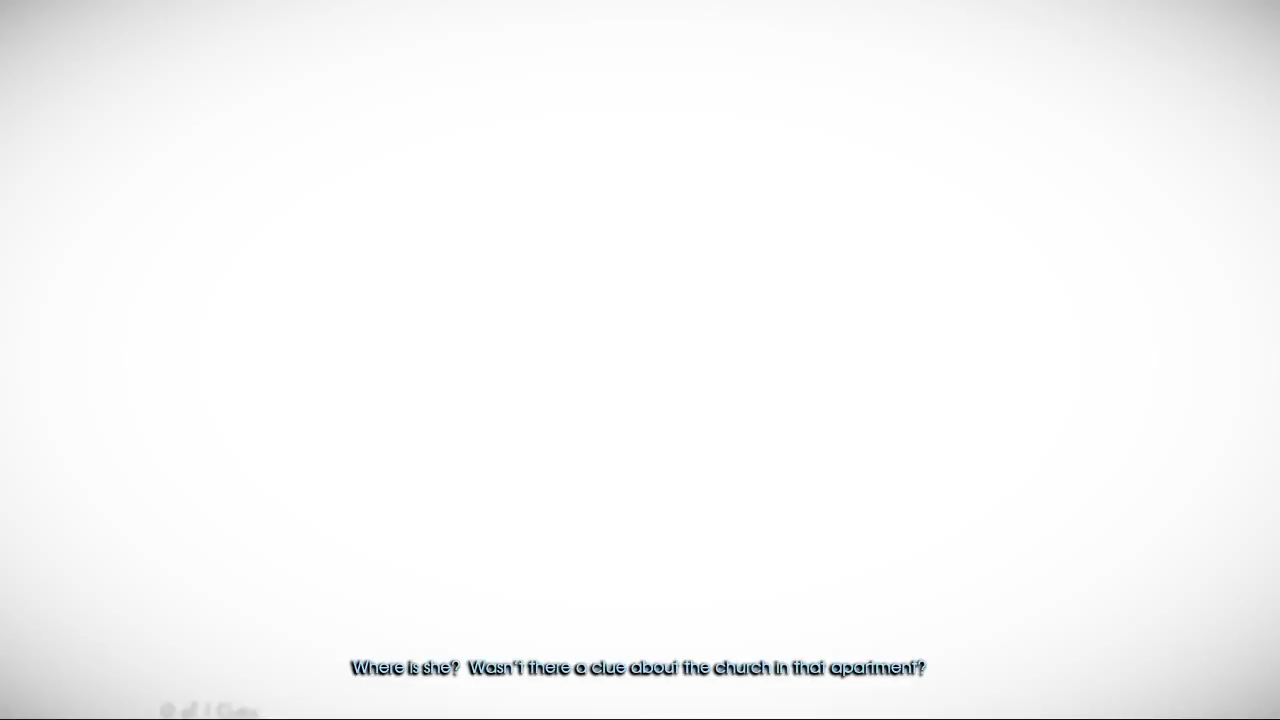 Where is she?  Wasn't there a clue about the church in that apartment?